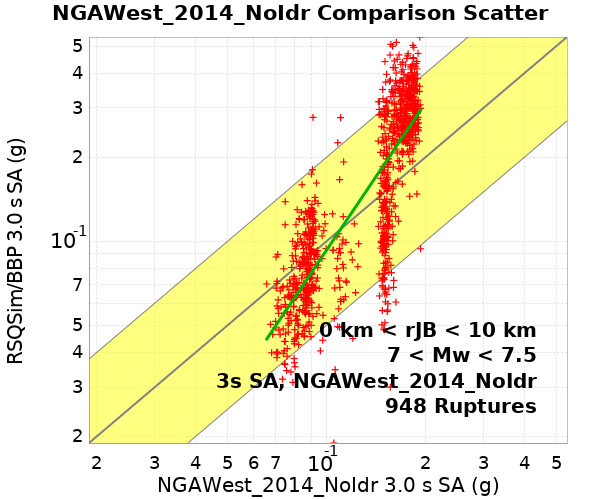 NGAWest_2014_NoIdr Comparison Scatter
RSQSim/BBP 3.0 s SA (g)
5
4
3
2
10-1
7
5
4
3
2
0 km < rJB < 10 km
7 < Mw < 7.5
3s SA, NGAWest_2014_NoIdr
948 Ruptures
2 3 4 5 6 7 10-1 2 3 4 5
NGAWest_2014_NoIdr 3.0 s SA (g)